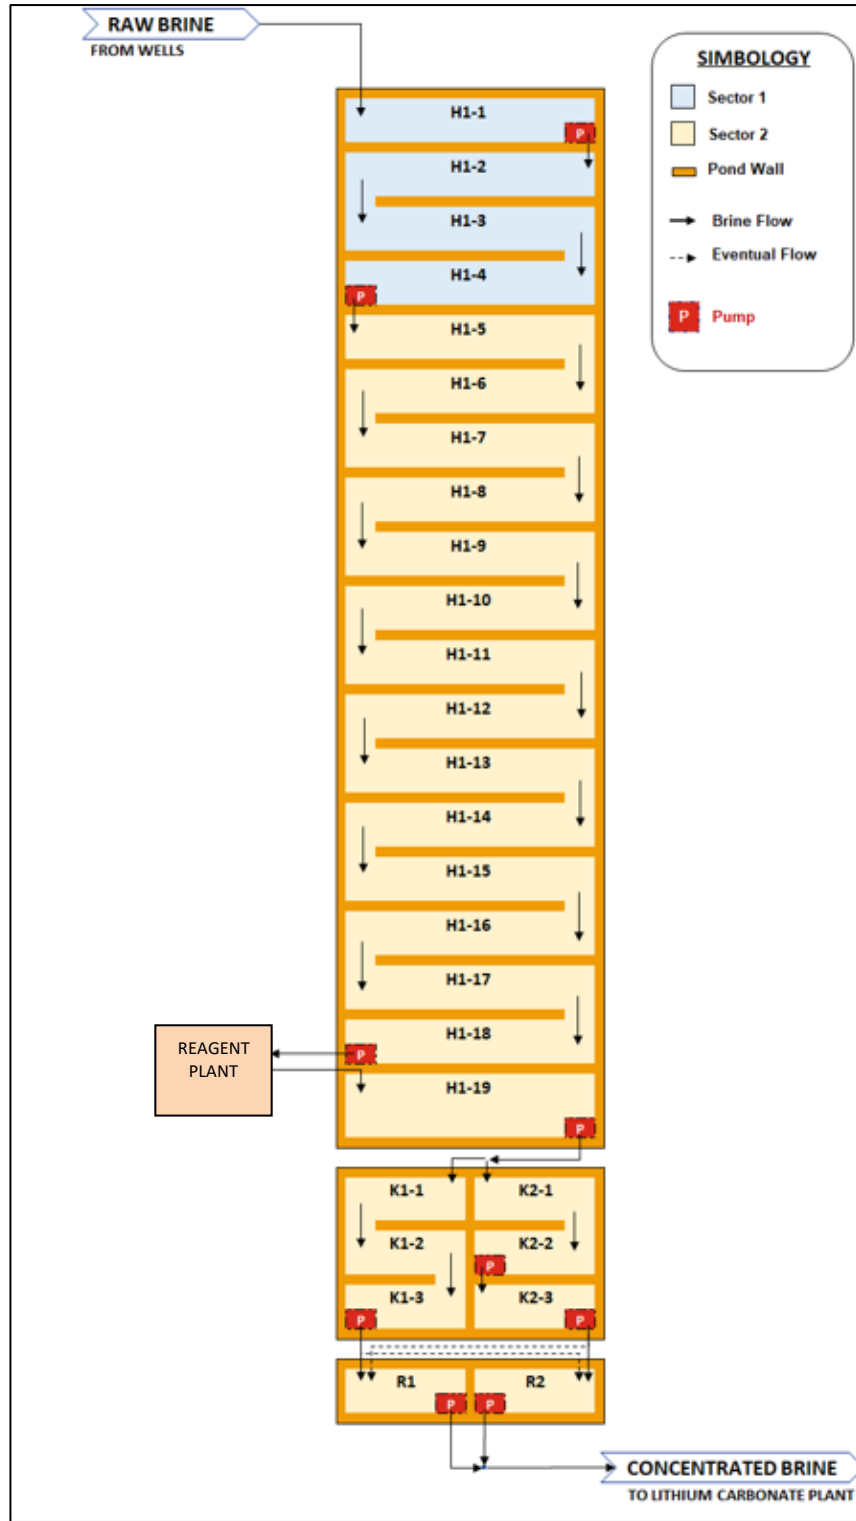 RAW BRINE
FROM WELLS
SIMBOLOGY
Sector 1
Sector 2
Pond Wall
Brine Flow
Eventual Flow
P Pump
H1-1
P
H1-2
H1-3
H1-4
P
H1-5
H1-6
H1-7
H1-8
H1-9
H1-10
H1-11
H1-12
H1-13
H1-14
H1-15
H1-16
H1-17
H1-18
P
REAGENT
PLANT
H1-19
P
K1-1 K2-1
K1-2 K2-2
P
K1-3 K2-3
P P
R1 R2
P P
CONCENTRATED BRINE
TO LITHIUM CARBONATE PLANT